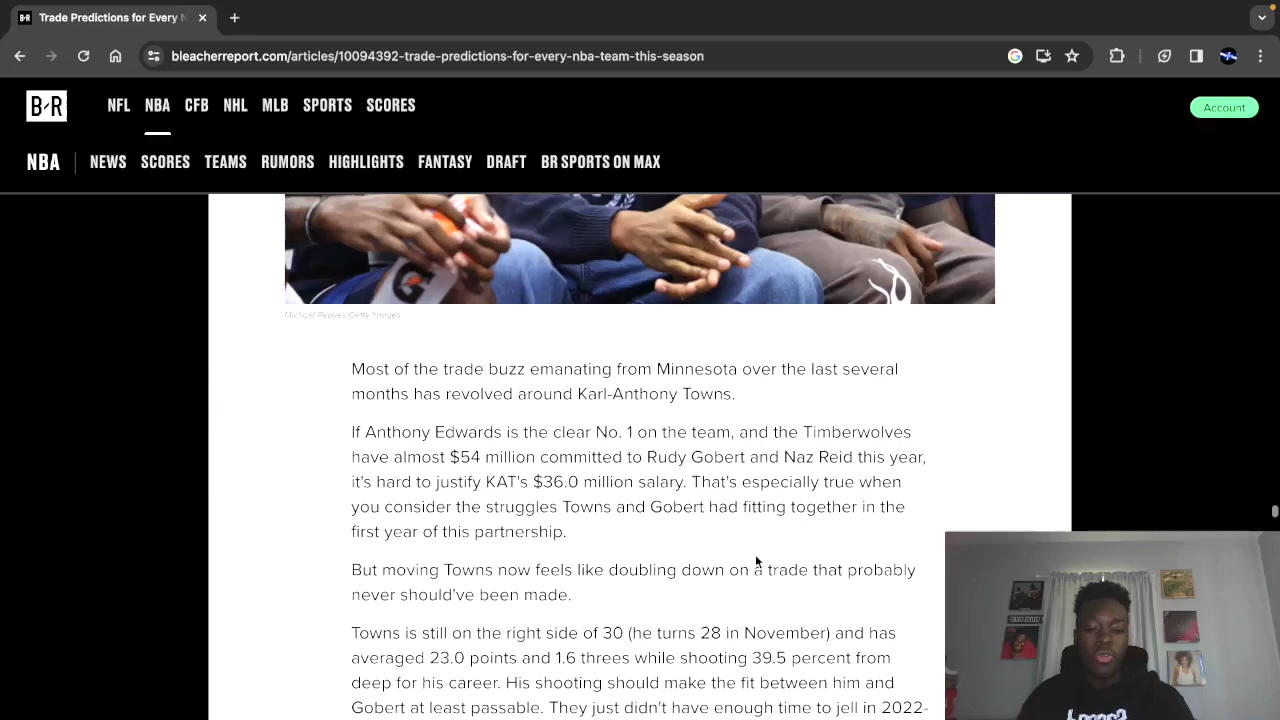 B/R
Trade Predictions for Every N
bleacherreport.com/articles/10094392-trade-predictions-for-every-nba-team-this-season
B/R NFL NBA CFB NHL MLB SPORTS SCORES
Account
NBA NEWS SCORES TEAMS RUMORS HIGHLIGHTS FANTASY DRAFT BR SPORTS ON MAX
G
Michael Reaves/Getty Images
Most of the trade buzz emanating from Minnesota over the last several
months has revolved around Karl-Anthony Towns.
If Anthony Edwards is the clear No. 1 on the team, and the Timberwolves
have almost $54 million committed to Rudy Gobert and Naz Reid this year,
it's hard to justify KAT's $36.0 million salary. That's especially true when
you consider the struggles Towns and Gobert had fitting together in the
first year of this partnership.
But moving Towns now feels like doubling down on a trade that probably
never should've been made.
Towns is still on the right side of 30 (he turns 28 in November) and has
averaged 23.0 points and 1.6 threes while shooting 39.5 percent from
deep for his career. His shooting should make the fit between him and
Gobert at least passable. They just didn't have enough time to jell in 2022-